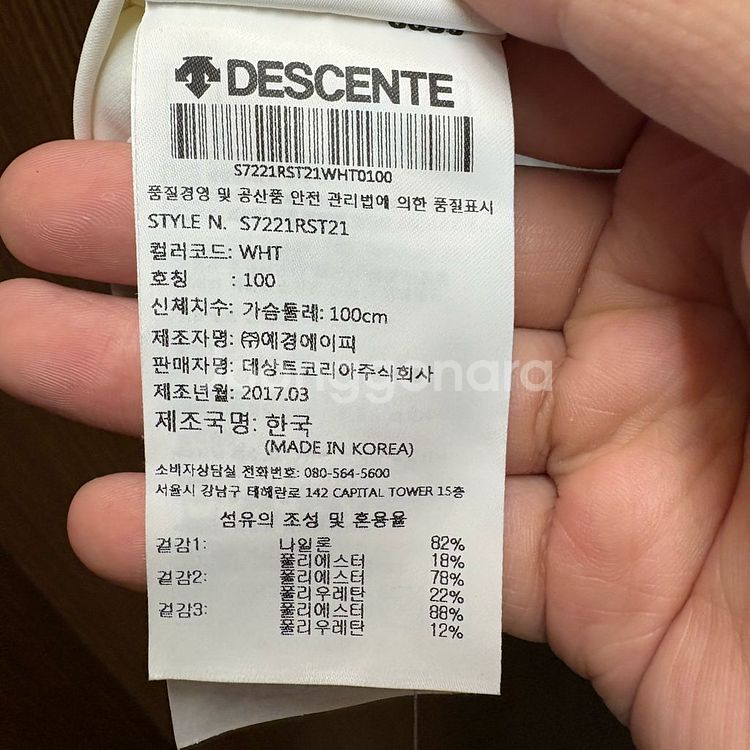 DESCENTE
S7221RST21WHT0100
품질경영 및 공산품 안전 관리법에 의한 품질표시
STYLE N. S7221RST21
컬러코드: WHT
호칭 : 100
신체치수: 가슴둘레: 100cm
제조자명: ㈜예경에이피
판매자명: 데상트코리아주식회사
제조년월: 2017.03
제조국명: 한국
(MADE IN KOREA)
소비자상담실 전화번호: 080-564-5600
서울시 강남구 테헤란로 142 CAPITAL TOWER 15층
섬유의 조성 및 혼용율
겉감1: 나일론 82%
폴리에스터 18%
겉감2: 폴리에스터 78%
폴리우레탄 22%
겉감3: 폴리에스터 88%
폴리우레탄 12%